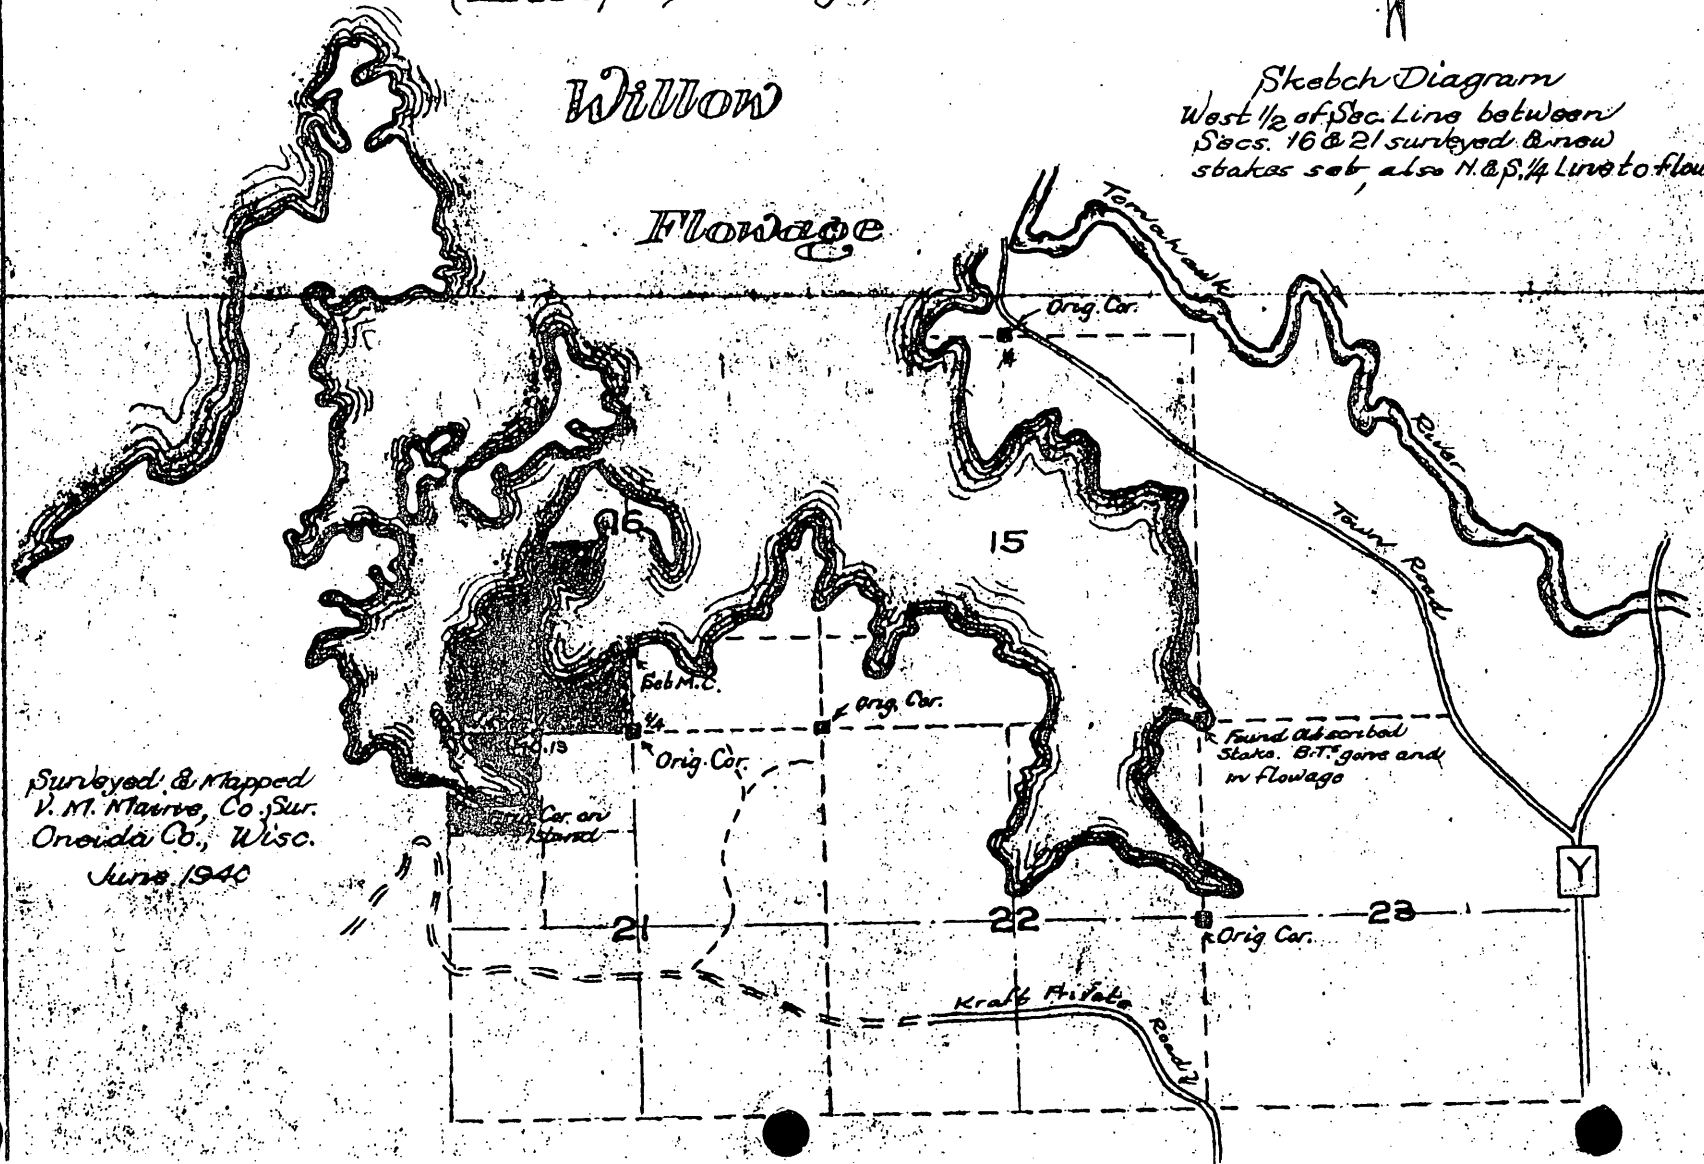 Willow
Flowage
Sketch Diagram
West 1/2 of Sec. Line between
Secs. 16 & 21 surveyed & new
stakes set, also N. & S. 1/4 Line to flow
Tomahawk
River
Orig. Cor.
1/4
Town Road
16
15
Set M.C.
1/4
Orig. Cor.
Orig. Cor.
Found described
Stake. B.T.s gone and
in flowage
Surveyed & Mapped
Co. Sur.
Oneida Co., Wisc.
June 1940
Orig. Cor. on
Island
Y
21
22
23
Orig. Cor.
Kraft Private
Road